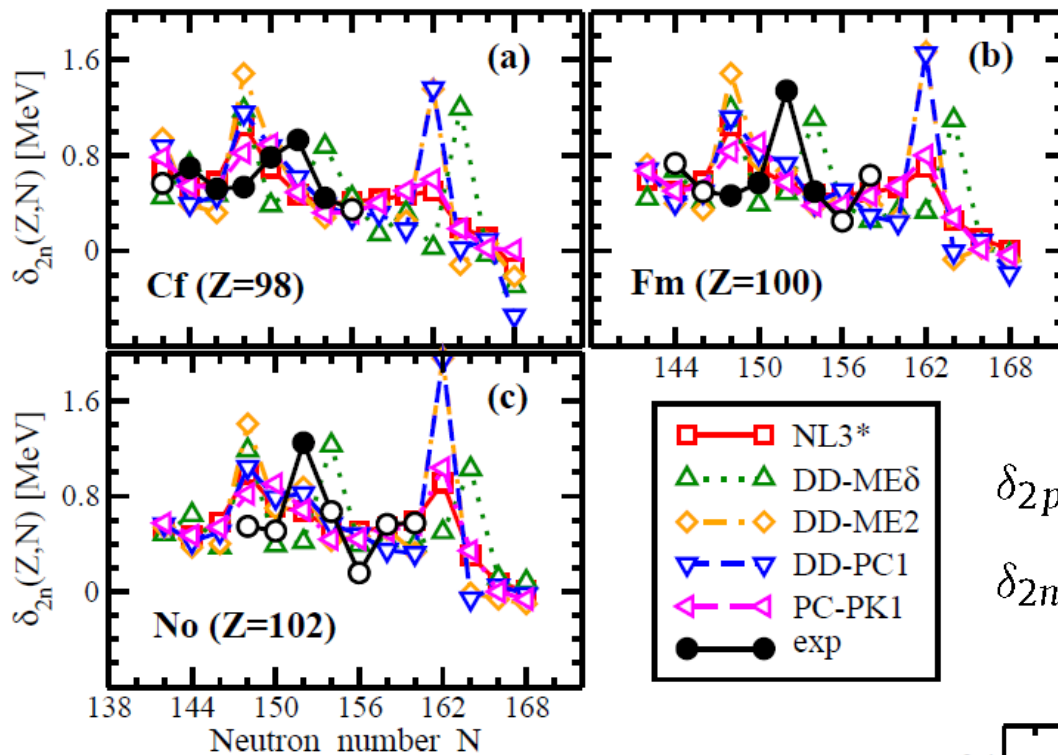 1.6
(a)
(b)
0.8
0
Cf (Z=98)
Fm (Z=100)
δ2n(Z,N) [MeV]
144 150 156 162 168
1.6
(c)
0.8
0
No (Z=102)
δ2n(Z,N) [MeV]
138 144 150 156 162 168
Neutron number N
NL3*
DD-MEδ
DD-ME2
DD-PC1
PC-PK1
exp
δ2p
δ2n